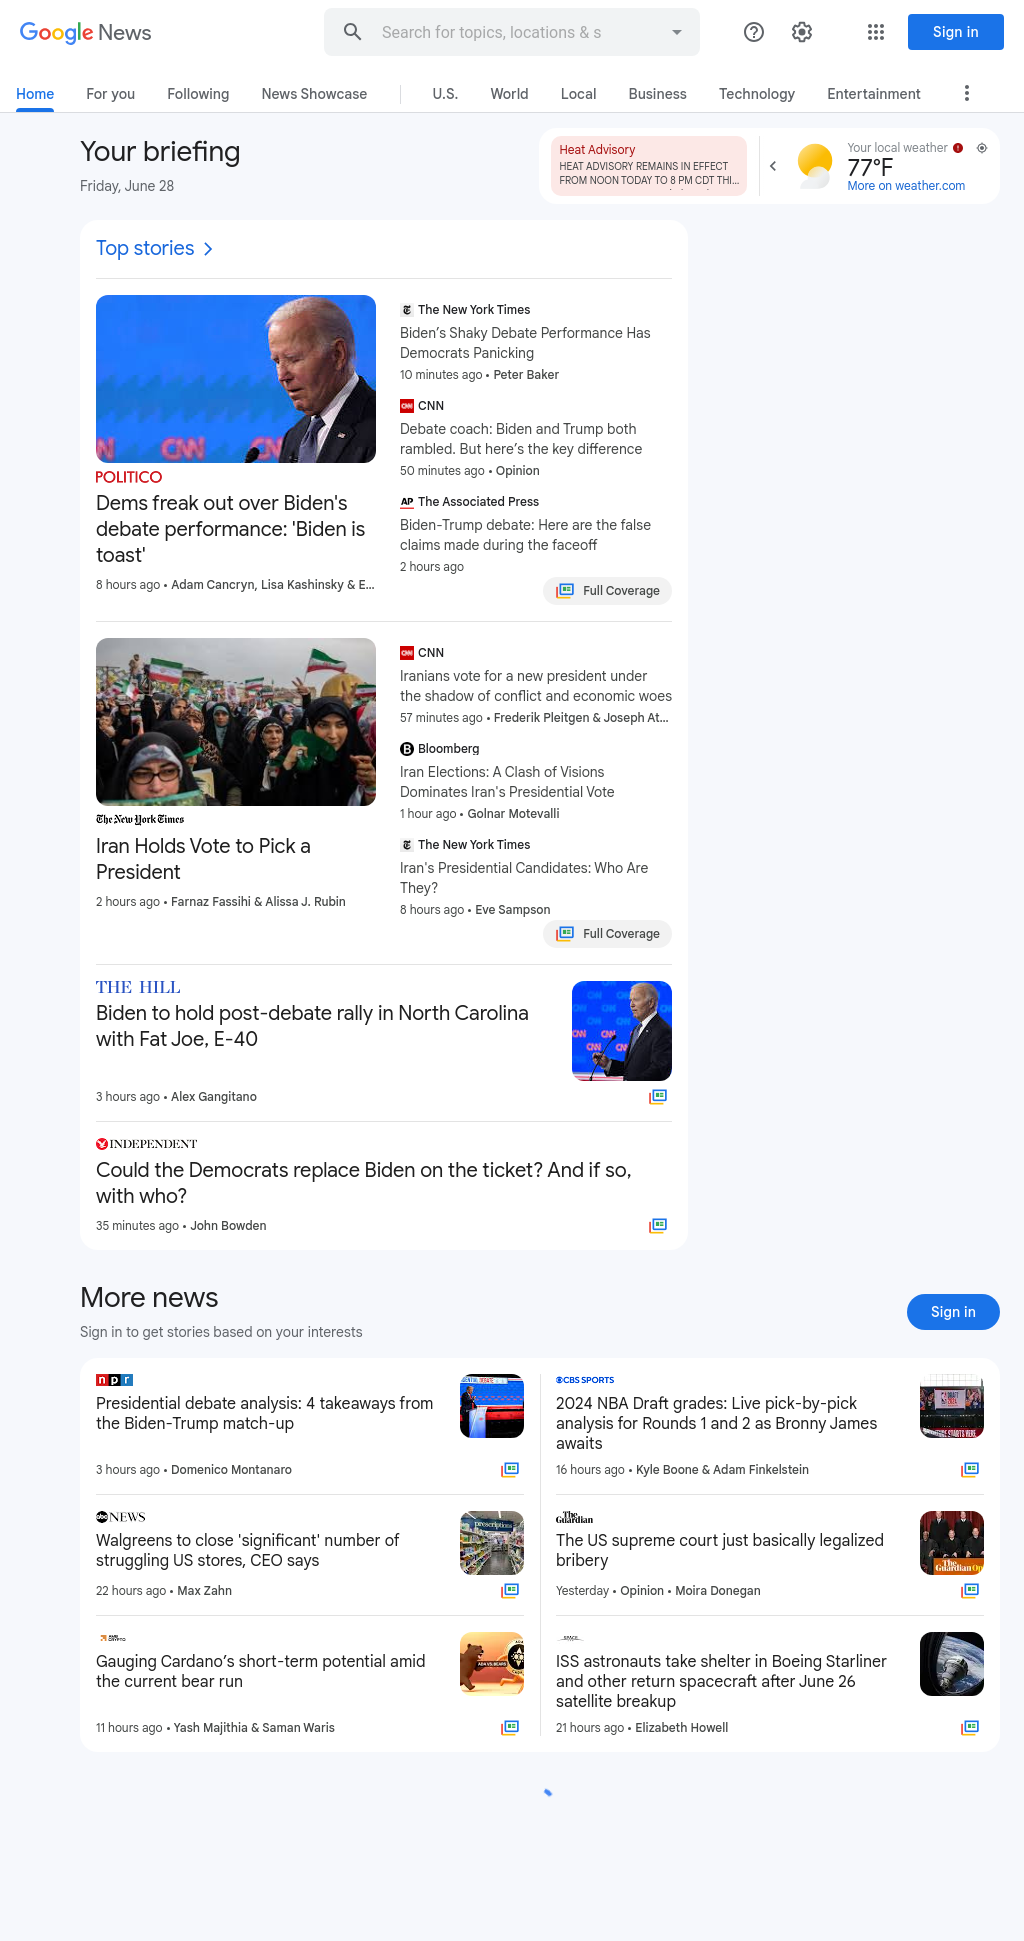 Google News
Search for topics, locations & s
Sign in
Home
For you
Following
News Showcase
U.S.
World
Local
Business
Technology
Entertainment
Your briefing
Friday, June 28
Heat Advisory
HEAT ADVISORY REMAINS IN EFFECT
FROM NOON TODAY TO 8 PM CDT THI...
Your local weather
77°F
More on weather.com
Top stories
CNN CNN
POLITICO
Dems freak out over Biden's
debate performance: 'Biden is
toast'
8 hours ago • Adam Cancryn, Lisa Kashinsky & E...
The New York Times
Biden's Shaky Debate Performance Has
Democrats Panicking
10 minutes ago • Peter Baker
CNN
Debate coach: Biden and Trump both
rambled. But here's the key difference
50 minutes ago • Opinion
AP The Associated Press
Biden-Trump debate: Here are the false
claims made during the faceoff
2 hours ago
Full Coverage
The New York Times
Iran Holds Vote to Pick a
President
2 hours ago • Farnaz Fassihi & Alissa J. Rubin
CNN
Iranians vote for a new president under
the shadow of conflict and economic woes
57 minutes ago • Frederik Pleitgen & Joseph At...
B Bloomberg
Iran Elections: A Clash of Visions
Dominates Iran's Presidential Vote
1 hour ago • Golnar Motevalli
The New York Times
Iran's Presidential Candidates: Who Are
They?
8 hours ago • Eve Sampson
Full Coverage
THE HILL
Biden to hold post-debate rally in North Carolina
with Fat Joe, E-40
3 hours ago • Alex Gangitano
INDEPENDENT
Could the Democrats replace Biden on the ticket? And if so,
with who?
35 minutes ago • John Bowden
More news
Sign in to get stories based on your interests
Sign in
npr
Presidential debate analysis: 4 takeaways from
the Biden-Trump match-up
3 hours ago • Domenico Montanaro
CBS SPORTS
2024 NBA Draft grades: Live pick-by-pick
analysis for Rounds 1 and 2 as Bronny James
awaits
16 hours ago • Kyle Boone & Adam Finkelstein
abc NEWS
Walgreens to close 'significant' number of
struggling US stores, CEO says
prescriptions
22 hours ago • Max Zahn
The Guardian
The US supreme court just basically legalized
bribery
The Guardian
Yesterday • Opinion • Moira Donegan
AMB CRYPTO
Gauging Cardano's short-term potential amid
the current bear run
ADA VS. BEARS
11 hours ago • Yash Majithia & Saman Waris
SPACE
ISS astronauts take shelter in Boeing Starliner
and other return spacecraft after June 26
satellite breakup
21 hours ago • Elizabeth Howell